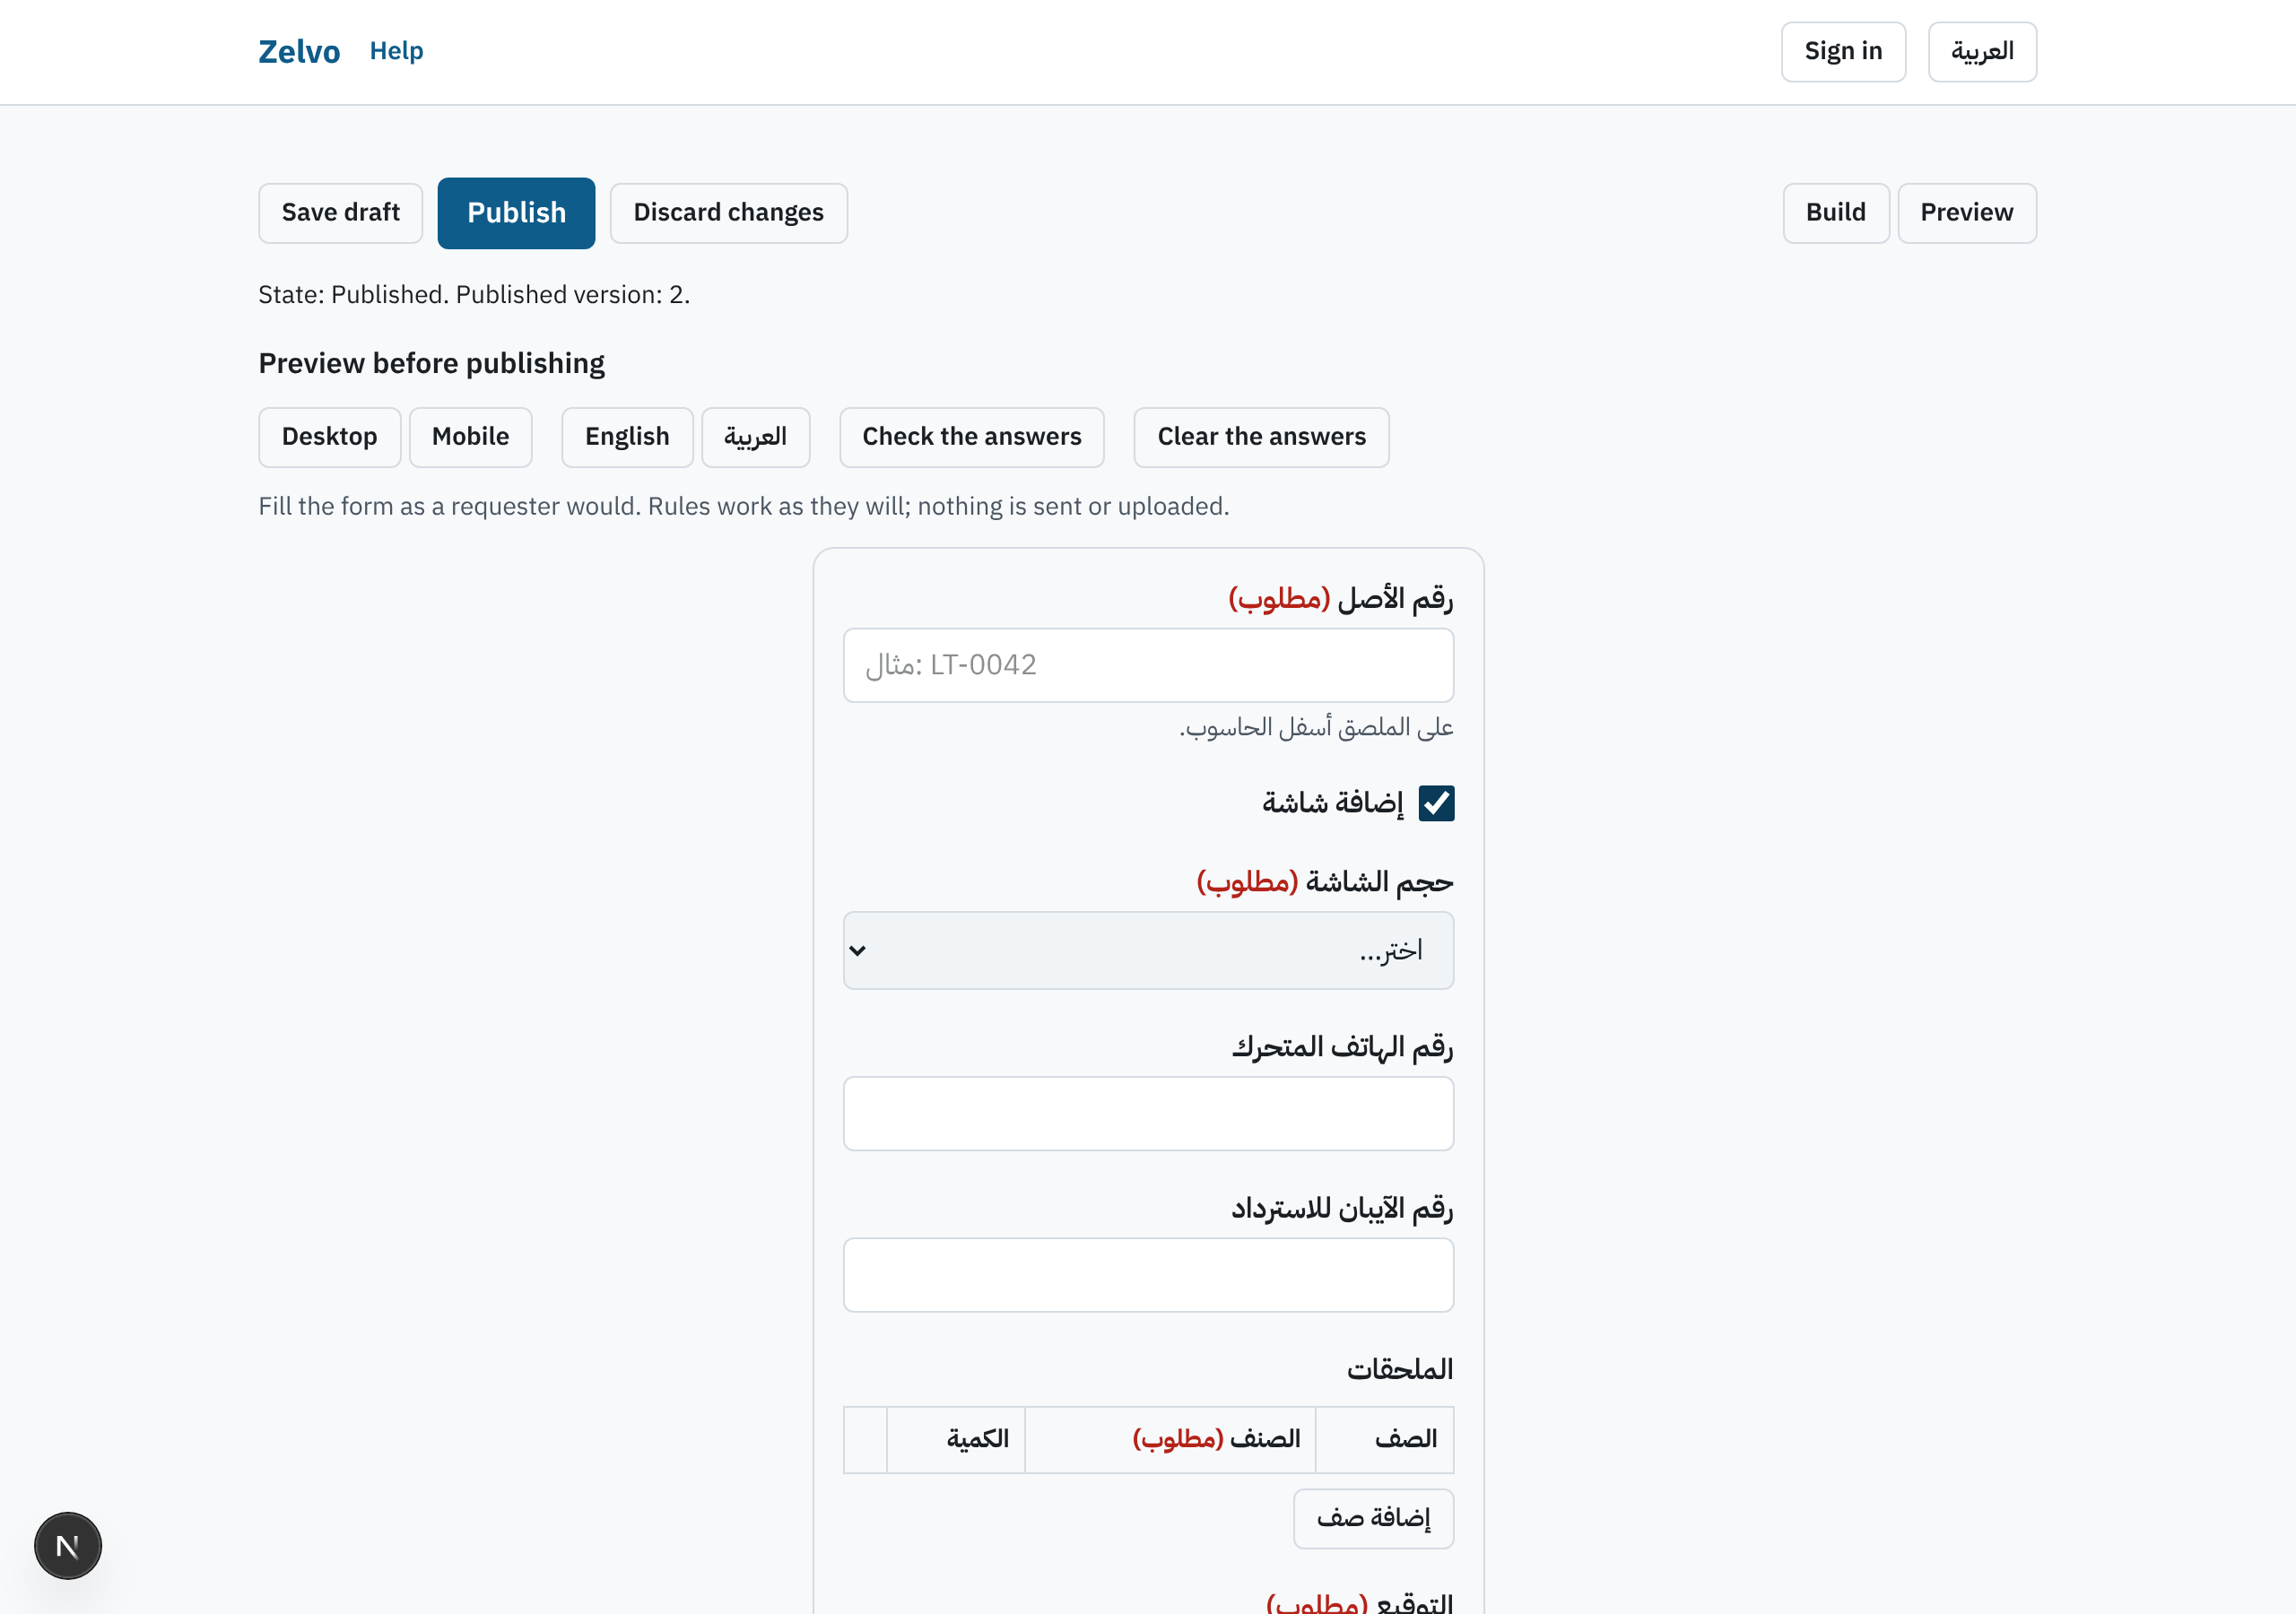 Zelvo Help Sign in العربية
Save draft Publish Discard changes Build Preview
State: Published. Published version: 2.
Preview before publishing
Desktop Mobile English العربية Check the answers Clear the answers
Fill the form as a requester would. Rules work as they will; nothing is sent or uploaded.
رقم الأصل (مطلوب)
مثال: LT-0042
على الملصق أسفل الحاسوب.
إضافة شاشة
حجم الشاشة (مطلوب)
اختر...
رقم الهاتف المتحرك
رقم الآيبان للاسترداد
الملحقات
الصف الصنف (مطلوب) الكمية
إضافة صف
التوقيع (مطلوب)
N